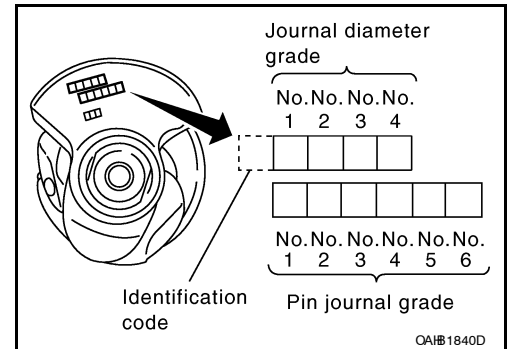 Journal diameter
grade
No. No. No. No.
1 2 3 4
No. No. No. No. No. No.
1 2 3 4 5 6
Identification
code
Pin journal grade